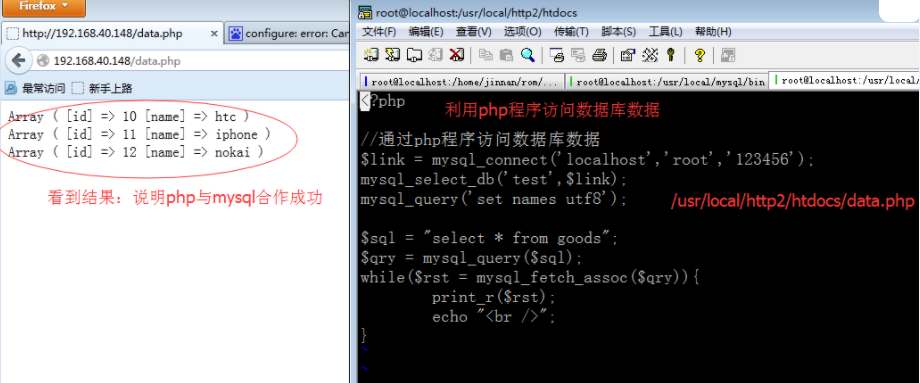 Firefox
http://192.168.40.148/data.php
configure: error: Can
192.168.40.148/data.php
最常访问 新手上路
Array ( [id] => 10 [name] => htc )
Array ( [id] => 11 [name] => iphone )
Array ( [id] => 12 [name] => nokai )
看到结果：说明php与mysql合作成功
root@localhost:/usr/local/http2/htdocs
文件(F) 编辑(E) 查看(V) 选项(O) 传输(T) 脚本(S) 工具(L) 帮助(H)
root@localhost:/home/jinnan/rom/... root@localhost:/usr/local/mysql/bin root@localhost:/usr/local/
<?php
利用php程序访问数据库数据
//通过php程序访问数据库数据
$link = mysql_connect('localhost','root','123456');
mysql_select_db('test',$link);
mysql_query('set names utf8');
/usr/local/http2/htdocs/data.php
$sql = "select * from goods";
$qry = mysql_query($sql);
while($rst = mysql_fetch_assoc($qry)){
print_r($rst);
echo "<br />";
}
~
~